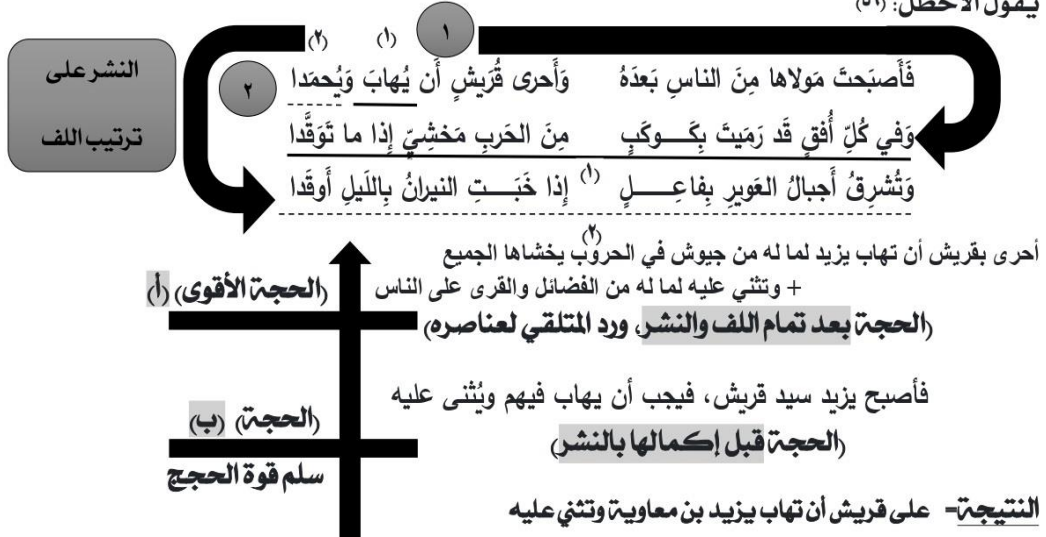 يقول الأخطل: (٥٩)
(١) (٢)
١
فَأَصبَحتَ مَولاها مِنَ الناسِ بَعدَهُ وَأَحرى قُرَيشٍ أَن يُهابَ وَيُحمَدا
٢
وَفي كُلِّ أُفقٍ قَد رَمَيتَ بِكَـــوكَبٍ مِنَ الحَربِ مَخشِيٍّ إِذا ما تَوَقَّدا
وَتُشرِقُ أَجبالُ العَويرِ بِفاعِـــــلٍ (١) إِذا خَبَـــتِ النيرانُ بِاللَيلِ أَوقَدا
(٢)
النشر على
ترتيب اللف
أحرى بقريش أن تهاب يزيد لما له من جيوش في الحروب يخشاها الجميع
+ وتثني عليه لما له من الفضائل والقرى على الناس
(الحجة الأقوى) (أ)
(الحجة بعد تمام اللف والنشر، ورد المتلقي لعناصره)
فأصبح يزيد سيد قريش، فيجب أن يهاب فيهم ويُثنى عليه
(الحجة) (ب)
(الحجة قبل إكمالها بالنشر)
سلم قوة الحجج
النتيجة- على قريش أن تهاب يزيد بن معاوية وتثني عليه